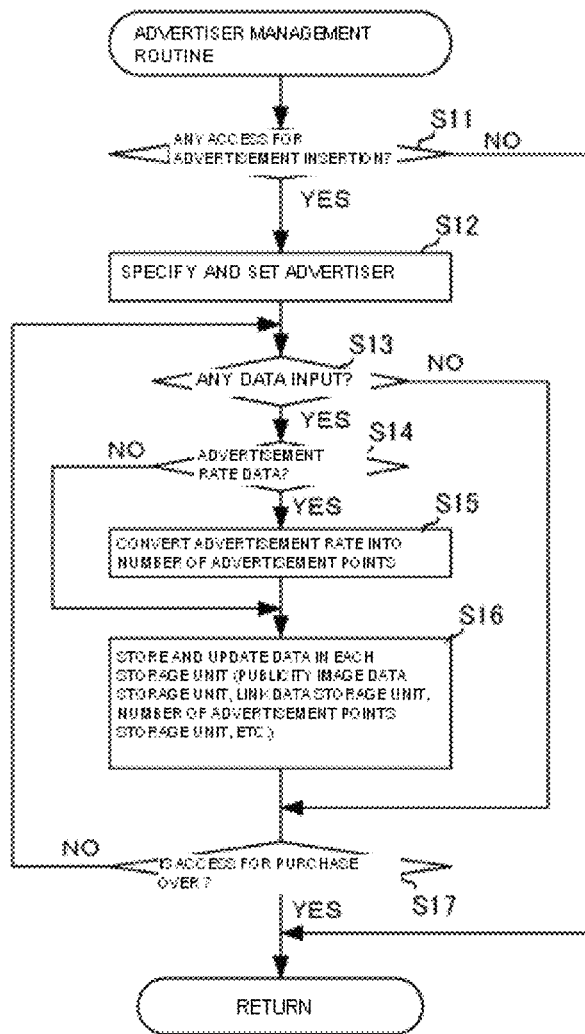 ADVERTISER MANAGEMENT
ROUTINE
S11
ANY ACCESS FOR
ADVERTISEMENT INSERTION?
NO
YES
S12
SPECIFY AND SET ADVERTISER
S13
ANY DATA INPUT?
NO
YES
S14
NO
ADVERTISEMENT
RATE DATA?
YES
S15
CONVERT ADVERTISEMENT RATE INTO
NUMBER OF ADVERTISEMENT POINTS
S16
STORE AND UPDATE DATA IN EACH
STORAGE UNIT (PUBLICITY IMAGE DATA
STORAGE UNIT, LINK DATA STORAGE UNIT,
NUMBER OF ADVERTISEMENT POINTS
STORAGE UNIT, ETC.)
NO
IS ACCESS FOR PURCHASE
OVER?
S17
YES
RETURN